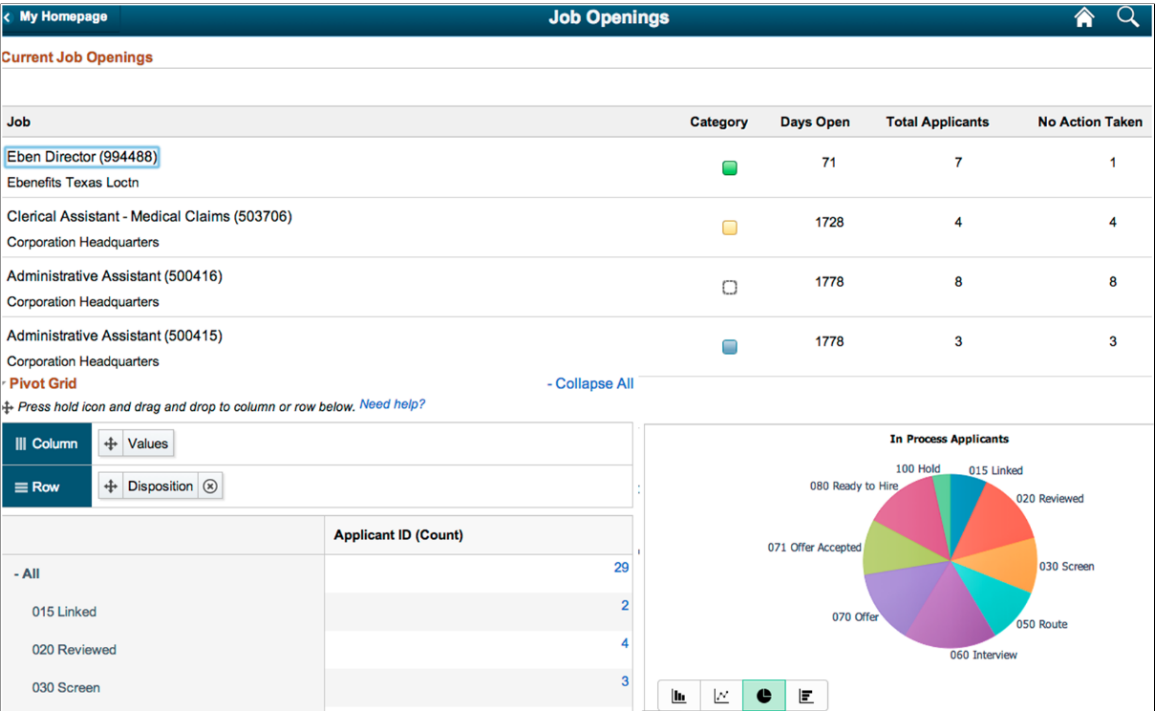 My Homepage
Job Openings
Current Job Openings
Job Category Days Open Total Applicants No Action Taken
Eben Director (994488)
71 7 1
Ebenefits Texas Loctn
Clerical Assistant - Medical Claims (503706)
1728 4 4
Corporation Headquarters
Administrative Assistant (500416)
1778 8 8
Corporation Headquarters
Administrative Assistant (500415)
1778 3 3
Corporation Headquarters
Pivot Grid
- Collapse All
Press hold icon and drag and drop to column or row below. Need help?
Column Values
Row Disposition
Applicant ID (Count)
- All 29
015 Linked 2
020 Reviewed 4
030 Screen 3
In Process Applicants
100 Hold
015 Linked
080 Ready to Hire
020 Reviewed
071 Offer Accepted
030 Screen
070 Offer
050 Route
060 Interview